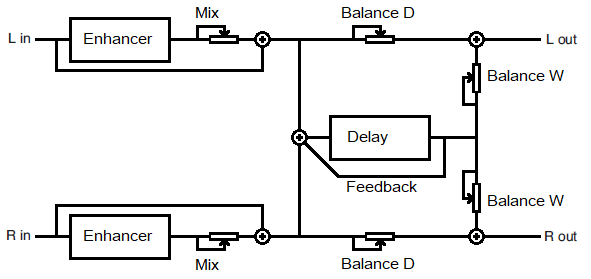 Mix
Balance D
L in
Enhancer
L out
Balance W
Delay
Feedback
Balance W
R in
Enhancer
R out
Mix
Balance D